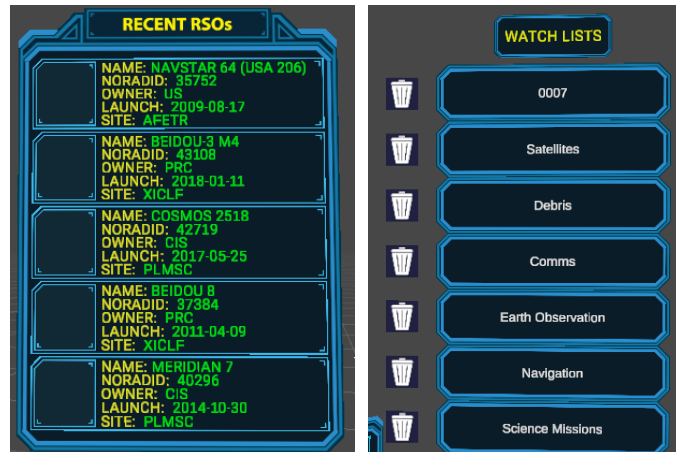 RECENT RSOs
NAME: NAVSTAR 64 (USA 206)
NORADID: 35752
OWNER: US
LAUNCH: 2009-08-17
SITE: AFETR
NAME: BEIDOU-3 M4
NORADID: 43108
OWNER: PRC
LAUNCH: 2018-01-11
SITE: XICLF
NAME: COSMOS 2518
NORADID: 42719
OWNER: CIS
LAUNCH: 2017-05-25
SITE: PLMSC
NAME: BEIDOU 8
NORADID: 37384
OWNER: PRC
LAUNCH: 2011-04-09
SITE: XICLF
NAME: MERIDIAN 7
NORADID: 40296
OWNER: CIS
LAUNCH: 2014-10-30
SITE: PLMSC
WATCH LISTS
0007
Satellites
Debris
Comms
Earth Observation
Navigation
Science Missions